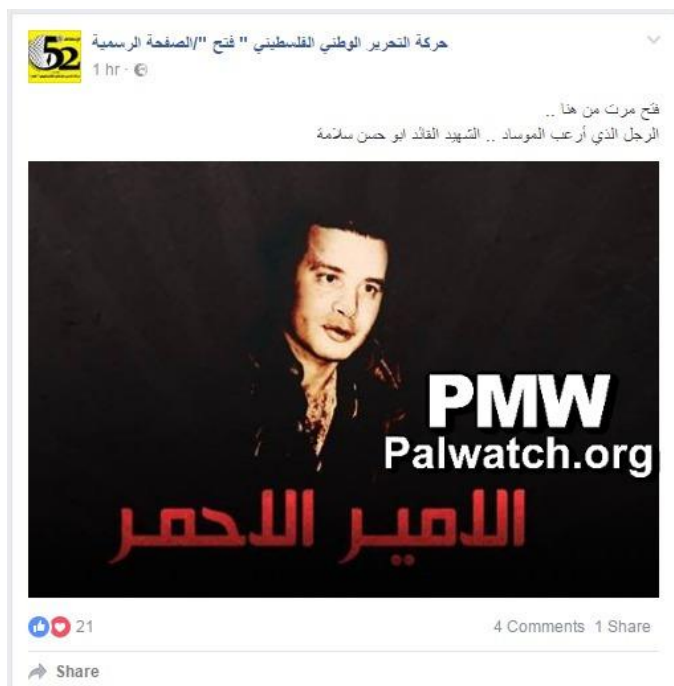 52
حركة التحرير الوطني الفلسطيني " فتح "/الصفحة الرسمية
1 hr
فتح مرت من هنا ..
الرجل الذي أرعب الموساد .. الشهيد القائد ابو حسن سلامة
PMW
Palwatch.org
الامير الاحمر
21
4 Comments 1 Share
Share